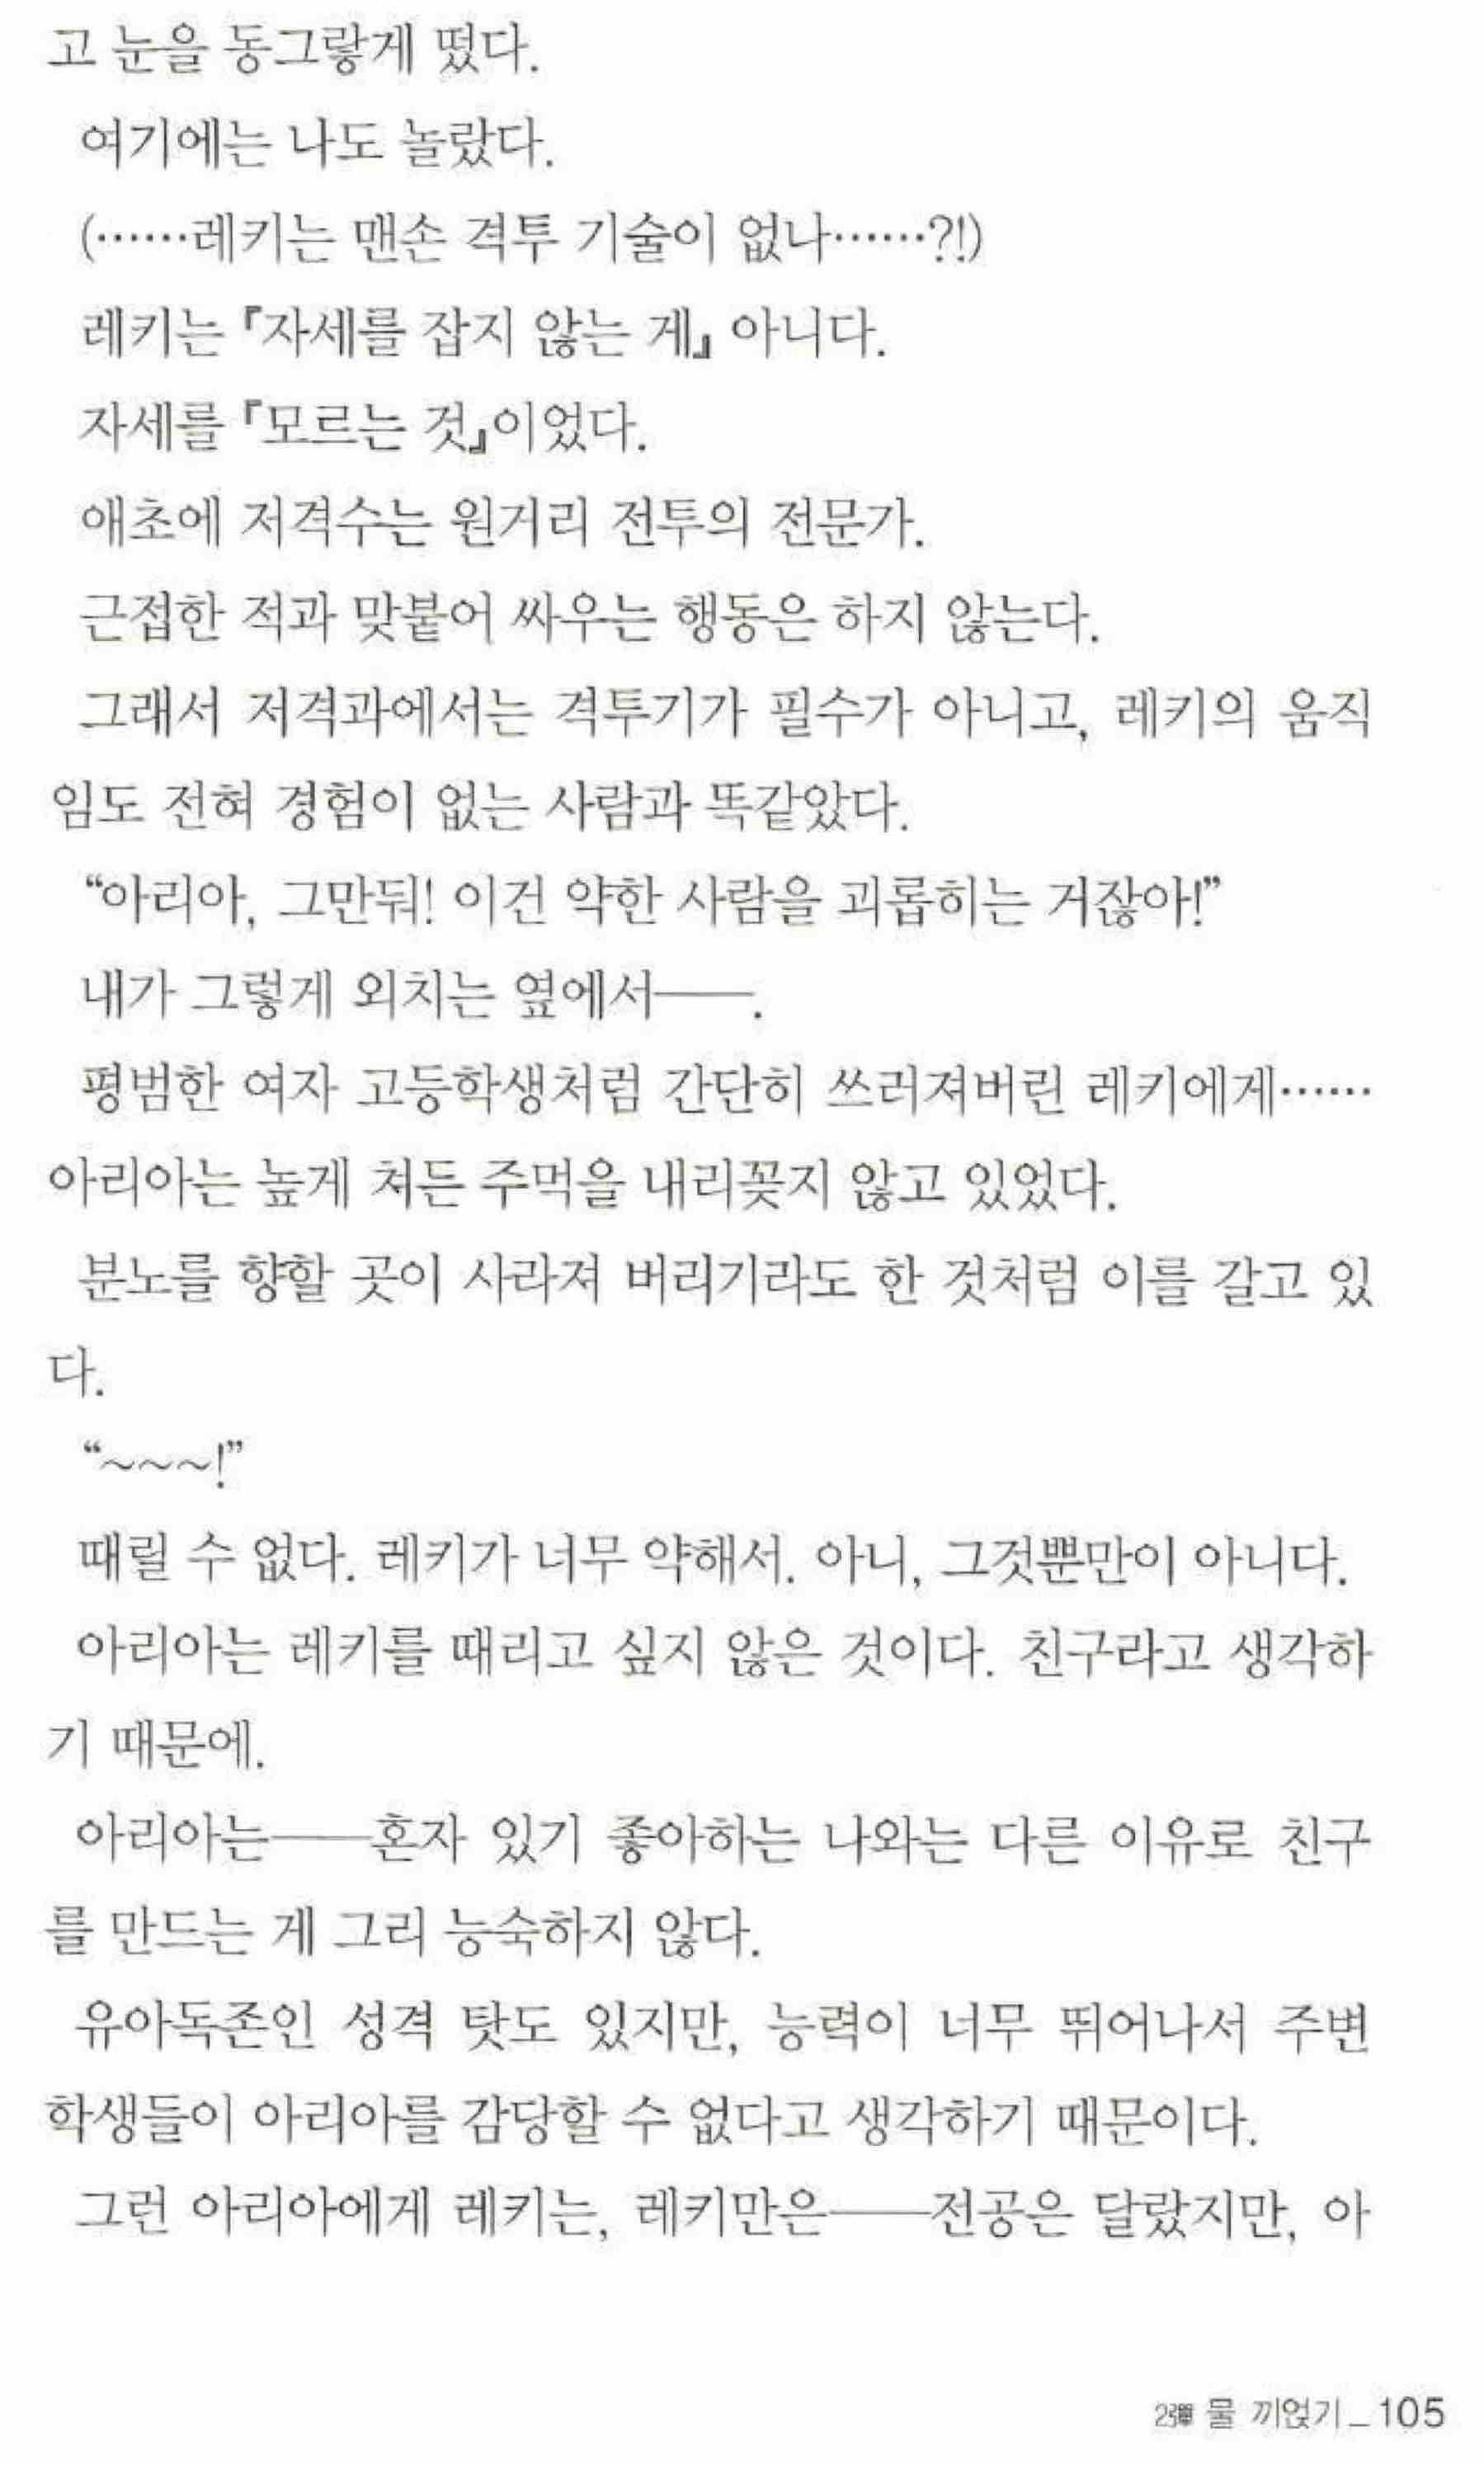 고 눈을 동그랗게 떴다.
여기에는 나도 놀랐다.
(……레키는 맨손 격투 기술이 없나……?!)
레키는 『자세를 잡지 않는 게』 아니다.
자세를 『모르는 것』이었다.
애초에 저격수는 원거리 전투의 전문가.
근접한 적과 맞붙어 싸우는 행동은 하지 않는다.
그래서 저격과에서는 격투기가 필수가 아니고, 레키의 움직
임도 전혀 경험이 없는 사람과 똑같았다.
“아리아, 그만둬! 이건 약한 사람을 괴롭히는 거잖아!”
내가 그렇게 외치는 옆에서──.
평범한 여자 고등학생처럼 간단히 쓰러져버린 레키에게……
아리아는 높게 쳐든 주먹을 내리꽂지 않고 있었다.
분노를 향할 곳이 사라져 버리기라도 한 것처럼 이를 갈고 있
다.
“~~~!”
때릴 수 없다. 레키가 너무 약해서. 아니, 그것뿐만이 아니다.
아리아는 레키를 때리고 싶지 않은 것이다. 친구라고 생각하
기 때문에.
아리아는──혼자 있기 좋아하는 나와는 다른 이유로 친구
를 만드는 게 그리 능숙하지 않다.
유아독존인 성격 탓도 있지만, 능력이 너무 뛰어나서 주변
학생들이 아리아를 감당할 수 없다고 생각하기 때문이다.
그런 아리아에게 레키는, 레키만은──전공은 달랐지만, 아
2彈 물 끼얹기_105